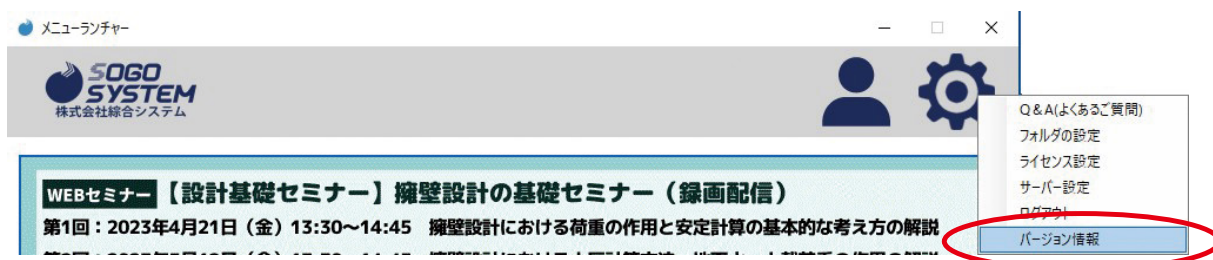 メニューランチャー
SOGO
SYSTEM
株式会社綜合システム
Q&A(よくあるご質問)
フォルダの設定
ライセンス設定
サーバー設定
ログアウト
バージョン情報
WEBセミナー【設計基礎セミナー】擁壁設計の基礎セミナー(録画配信)
第1回:2023年4月21日(金)13:30~14:45 擁壁設計における荷重の作用と安定計算の基本的な考え方の解説